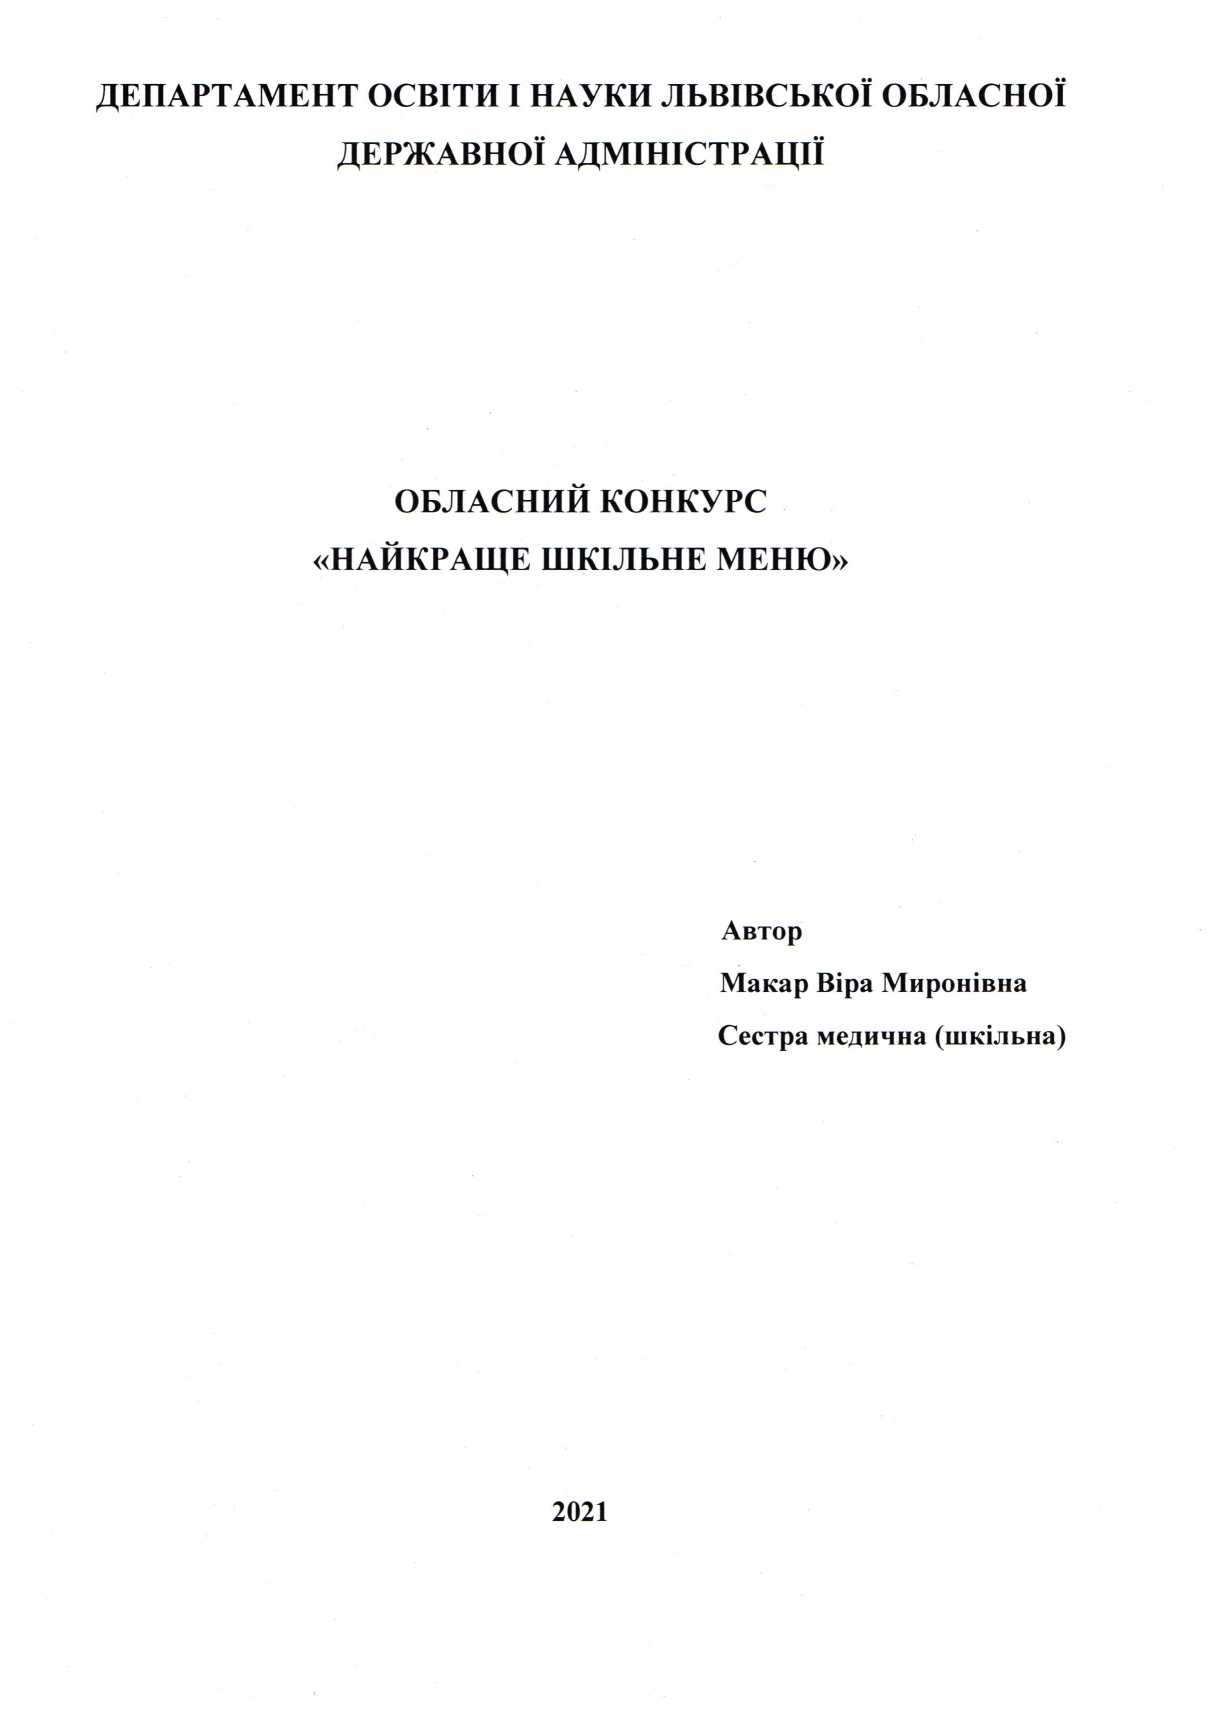 ДЕПАРТАМЕНТ ОСВІТИ І НАУКИ ЛЬВІВСЬКОЇ ОБЛАСНОЇ
ДЕРЖАВНОЇ АДМІНІСТРАЦІЇ
ОБЛАСНИЙ КОНКУРС
«НАЙКРАЩЕ ШКІЛЬНЕ МЕНЮ»
Автор
Макар Віра Миронівна
Сестра медична (шкільна)
2021